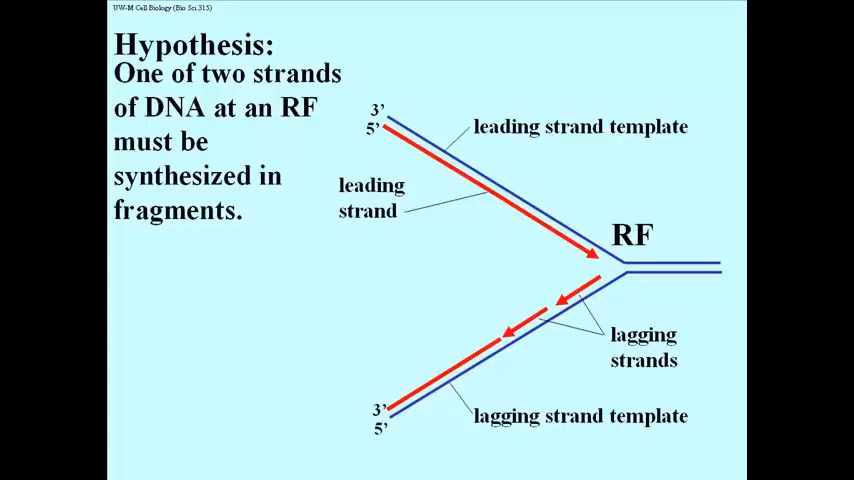 UW-M Cell Biology (Bio Sci 315)
Hypothesis:
One of two strands
of DNA at an RF
must be
synthesized in
fragments.
3’
5’
leading strand template
leading
strand
RF
lagging
strands
3’
5’
lagging strand template